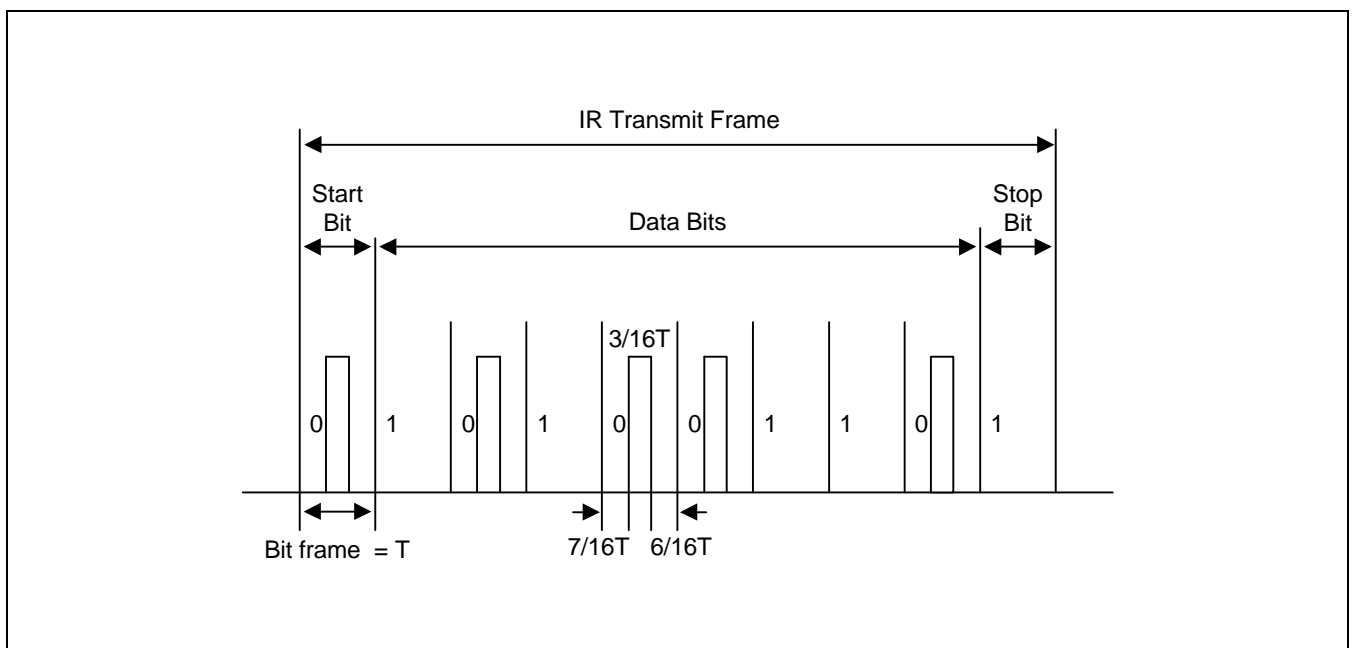 IR Transmit Frame
Start
Bit
Data Bits
Stop
Bit
3/16T
0 1 0 1 0 0 1 1 0 1
Bit frame = T
7/16T 6/16T